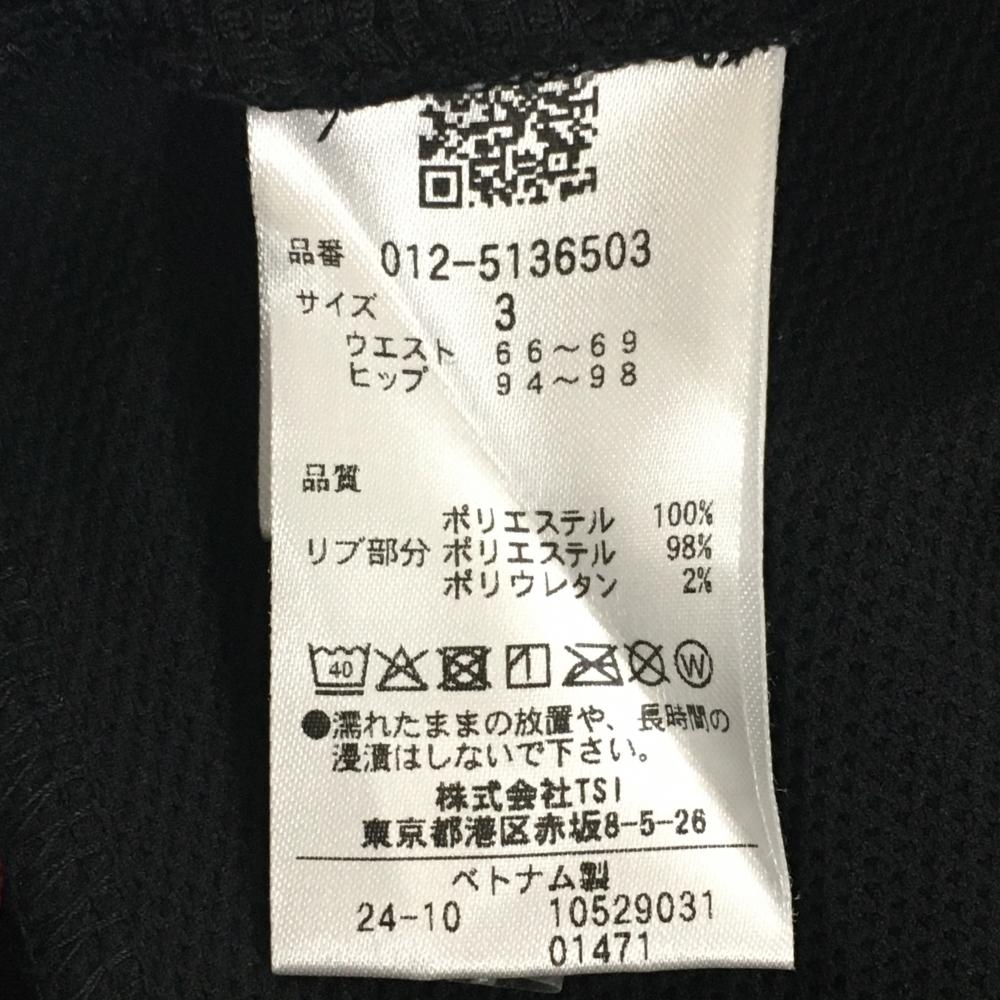 品番 012-5136503
サイズ 3
ウエスト 66〜69
ヒップ 94〜98
品質
ポリエステル 100%
リブ部分 ポリエステル 98%
ポリウレタン 2%
40 W
●濡れたままの放置や、長時間の
浸漬はしないで下さい。
株式会社TSI
東京都港区赤坂8-5-26
ベトナム製
24-10 10529031
01471